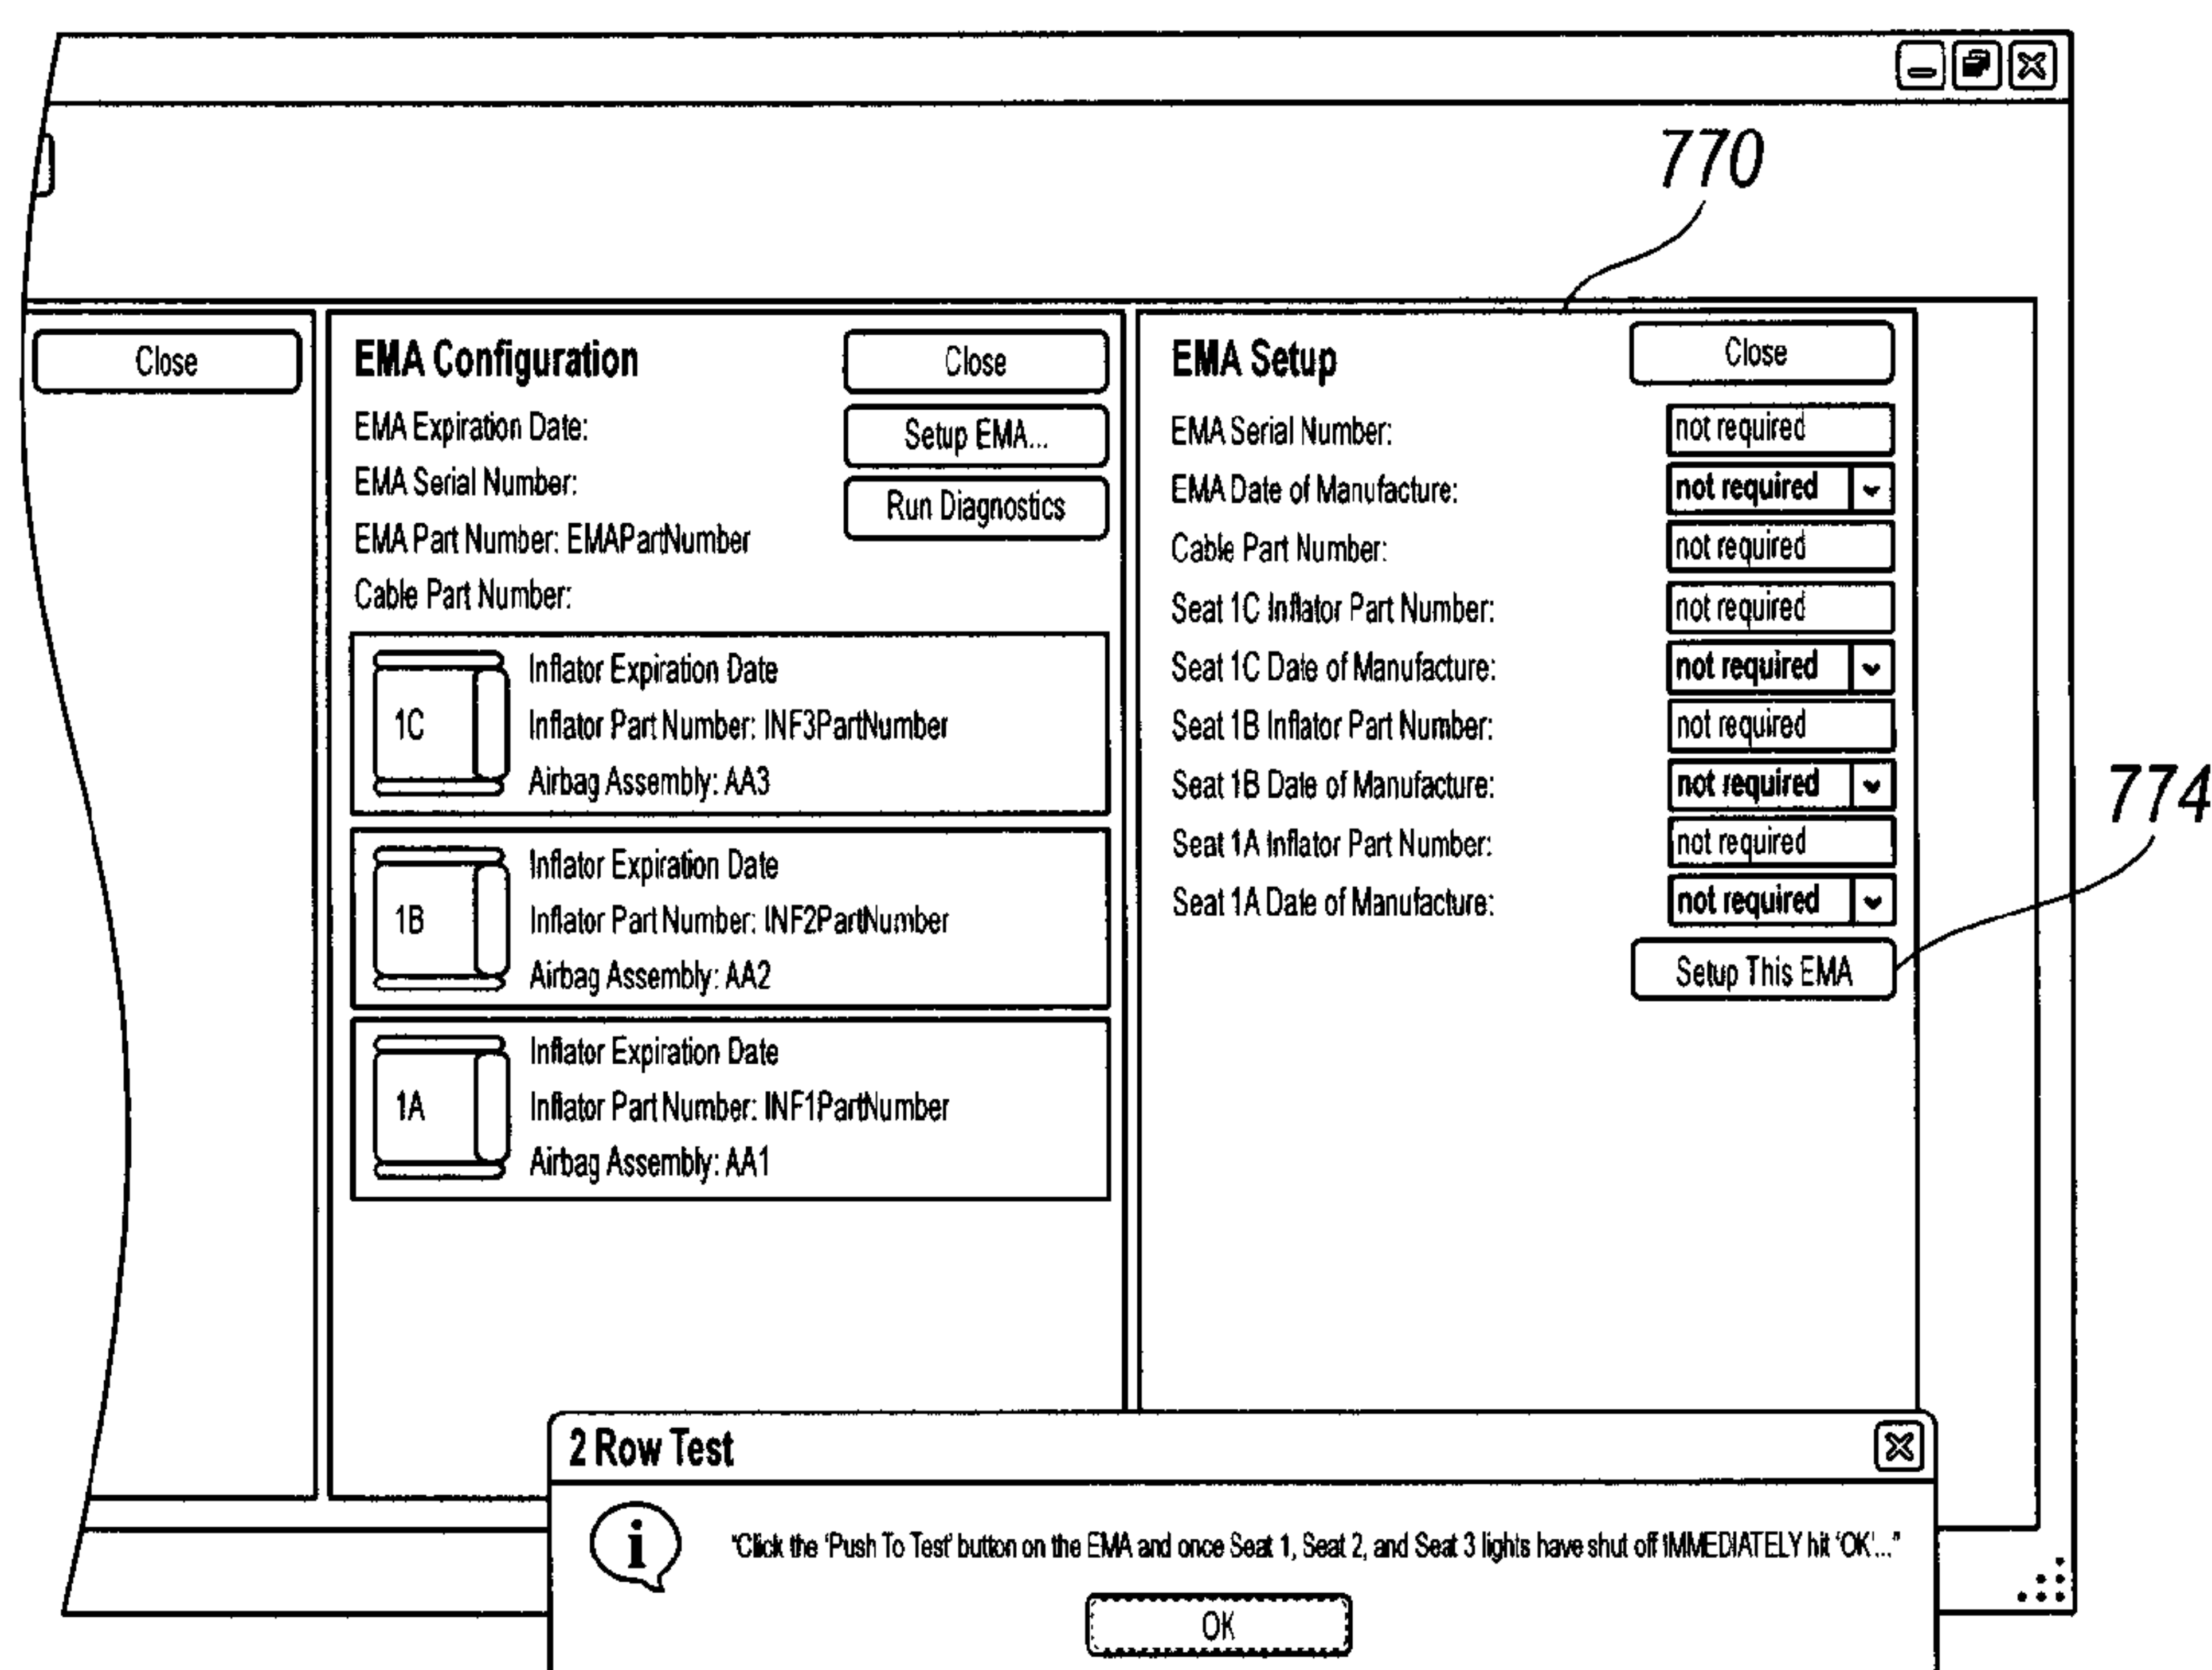 770
Close
EMA Configuration
Close
EMA Expiration Date:
Setup EMA...
EMA Serial Number:
Run Diagnostics
EMA Part Number: EMAPartNumber
Cable Part Number:
1C
Inflator Expiration Date
Inflator Part Number: INF3PartNumber
Airbag Assembly: AA3
1B
Inflator Expiration Date
Inflator Part Number: INF2PartNumber
Airbag Assembly: AA2
1A
Inflator Expiration Date
Inflator Part Number: INF1PartNumber
Airbag Assembly: AA1
EMA Setup
Close
EMA Serial Number: not required
EMA Date of Manufacture: not required
Cable Part Number: not required
Seat 1C Inflator Part Number: not required
Seat 1C Date of Manufacture: not required
Seat 1B Inflator Part Number: not required
Seat 1B Date of Manufacture: not required
Seat 1A Inflator Part Number: not required
Seat 1A Date of Manufacture: not required
Setup This EMA
774
2 Row Test
"Click the 'Push To Test' button on the EMA and once Seat 1, Seat 2, and Seat 3 lights have shut off IMMEDIATELY hit 'OK'..."
OK